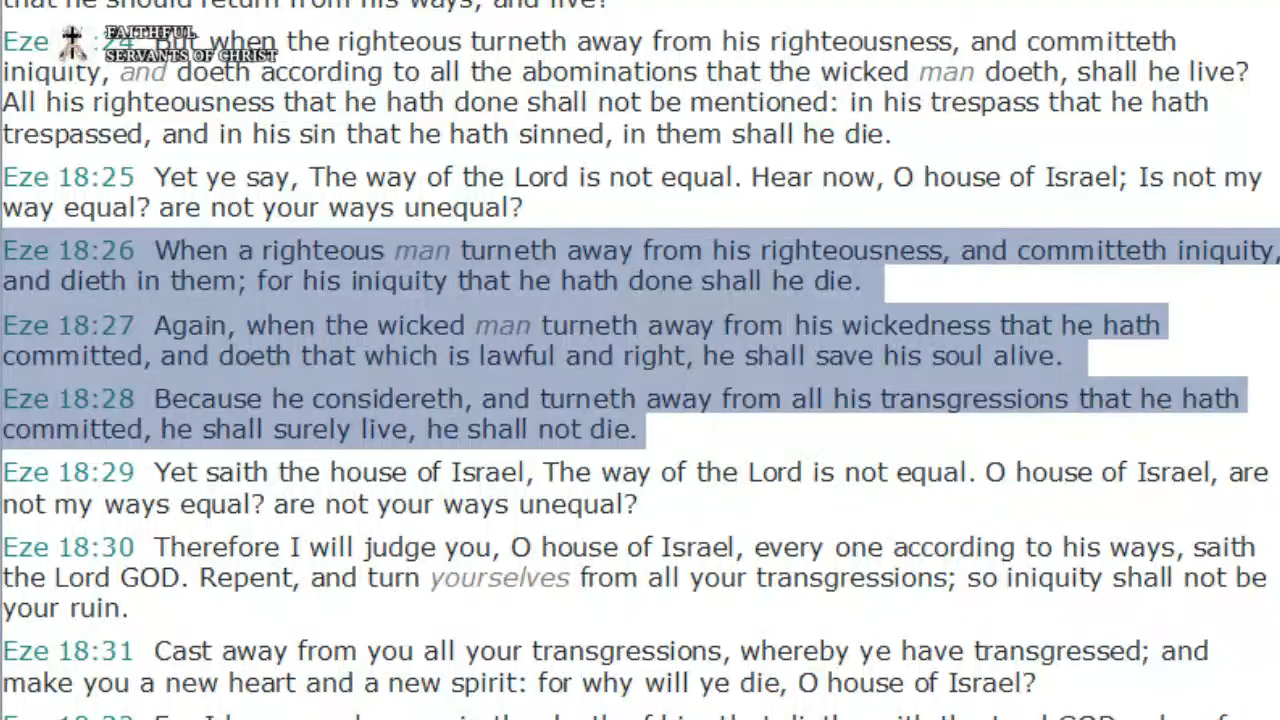 that he should return from his ways, and live?
FAITHFUL
SERVANTS OF CHRIST
Eze :24 But when the righteous turneth away from his righteousness, and committeth
iniquity, and doeth according to all the abominations that the wicked man doeth, shall he live?
All his righteousness that he hath done shall not be mentioned: in his trespass that he hath
trespassed, and in his sin that he hath sinned, in them shall he die.
Eze 18:25 Yet ye say, The way of the Lord is not equal. Hear now, O house of Israel; Is not my
way equal? are not your ways unequal?
Eze 18:26 When a righteous man turneth away from his righteousness, and committeth iniquity,
and dieth in them; for his iniquity that he hath done shall he die.
Eze 18:27 Again, when the wicked man turneth away from his wickedness that he hath
committed, and doeth that which is lawful and right, he shall save his soul alive.
Eze 18:28 Because he considereth, and turneth away from all his transgressions that he hath
committed, he shall surely live, he shall not die.
Eze 18:29 Yet saith the house of Israel, The way of the Lord is not equal. O house of Israel, are
not my ways equal? are not your ways unequal?
Eze 18:30 Therefore I will judge you, O house of Israel, every one according to his ways, saith
the Lord GOD. Repent, and turn yourselves from all your transgressions; so iniquity shall not be
your ruin.
Eze 18:31 Cast away from you all your transgressions, whereby ye have transgressed; and
make you a new heart and a new spirit: for why will ye die, O house of Israel?